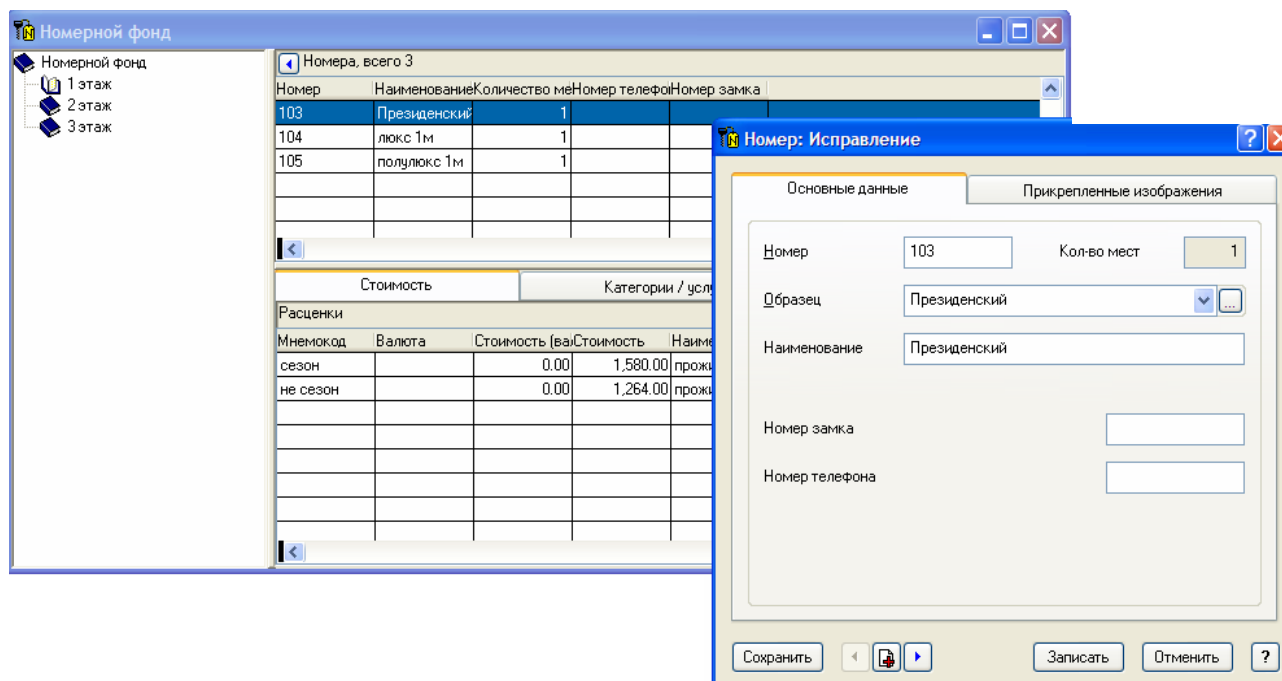 Номерной фонд
Номерной фонд
1 этаж
2 этаж
3 этаж
Номера, всего 3
Номер Наименование Количество ме Номер телефо Номер замка
103 Президенский 1
104 люкс 1м 1
105 полулюкс 1м 1
Стоимость Категории / услу
Расценки
Мнемокод Валюта Стоимость (ва Стоимость Наиме
сезон 0.00 1,580.00 прожи
не сезон 0.00 1,264.00 прожи
Номер: Исправление
Основные данные Прикрепленные изображения
Номер 103 Кол-во мест 1
Образец Президенский ...
Наименование Президенский
Номер замка
Номер телефона
Сохранить Записать Отменить ?